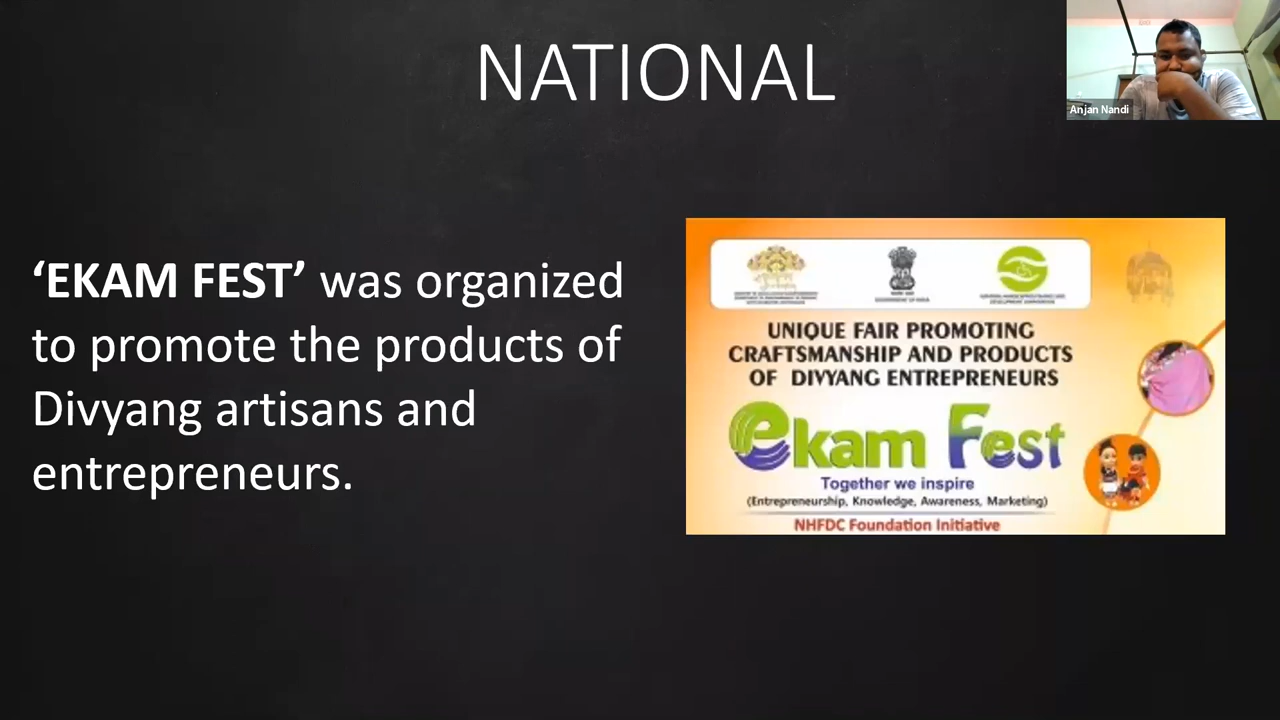 NATIONAL
Anjan Nandi
‘EKAM FEST’ was organized
to promote the products of
Divyang artisans and
entrepreneurs.
UNIQUE FAIR PROMOTING
CRAFTSMANSHIP AND PRODUCTS
OF DIVYANG ENTREPRENEURS
ekam Fest
Together we inspire
(Entrepreneurship, Knowledge, Awareness, Marketing)
NHFDC Foundation Initiative